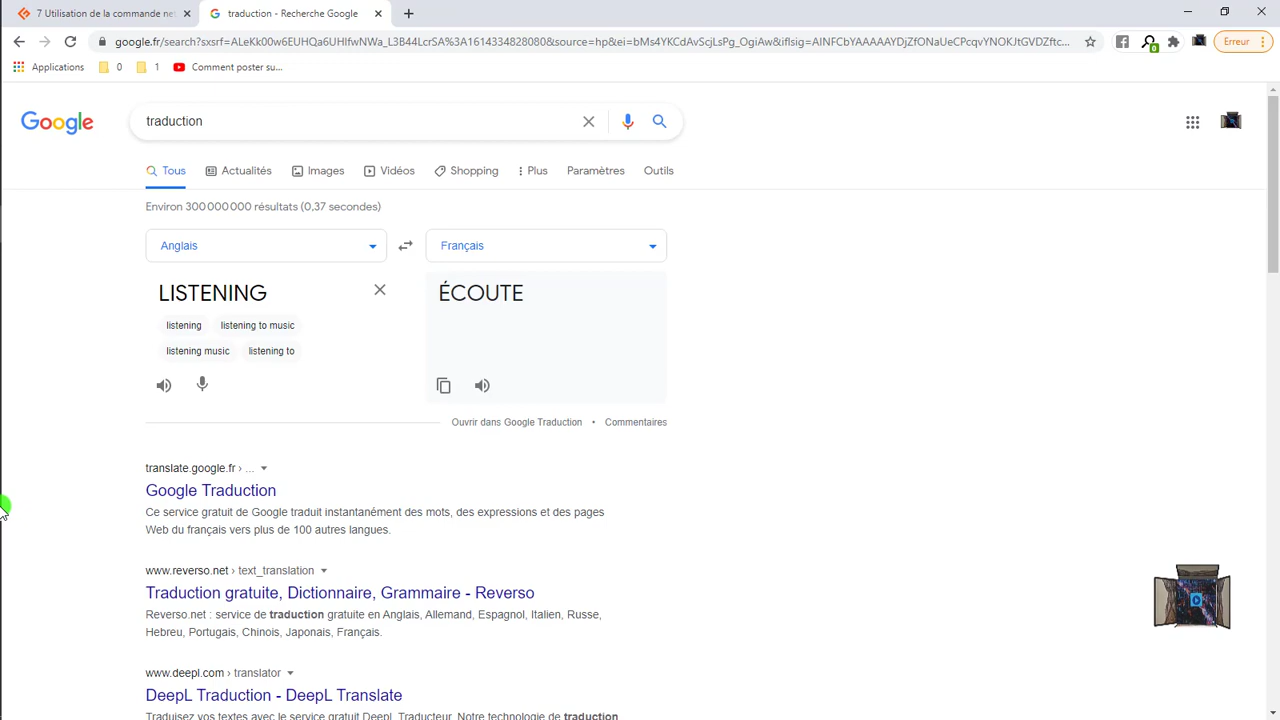 7 Utilisation de la commande net
traduction - Recherche Google
google.fr/search?sxsrf=ALeKk00w6EUHQa6UHIfwNWa_L3B44LcrSA%3A1614334828080&source=hp&ei=bMs4YKCdAvScjLsPg_OgiAw&iflsig=AINFCbYAAAAAYDjZfONaUeCPcqvYNOKJtGVDZftc...
0
Erreur
Applications
0
1
Comment poster su...
Google
traduction
Tous
Actualités
Images
Vidéos
Shopping
Plus
Paramètres
Outils
Environ 300 000 000 résultats (0,37 secondes)
Anglais
Français
LISTENING
ÉCOUTE
listening
listening to music
listening music
listening to
Ouvrir dans Google Traduction • Commentaires
translate.google.fr › ...
Google Traduction
Ce service gratuit de Google traduit instantanément des mots, des expressions et des pages
Web du français vers plus de 100 autres langues.
www.reverso.net › text_translation
Traduction gratuite, Dictionnaire, Grammaire - Reverso
Reverso.net : service de traduction gratuite en Anglais, Allemand, Espagnol, Italien, Russe,
Hebreu, Portugais, Chinois, Japonais, Français.
www.deepl.com › translator
DeepL Traduction - DeepL Translate
Traduisez vos textes avec le service gratuit DeepL Traducteur. Notre technologie de traduction